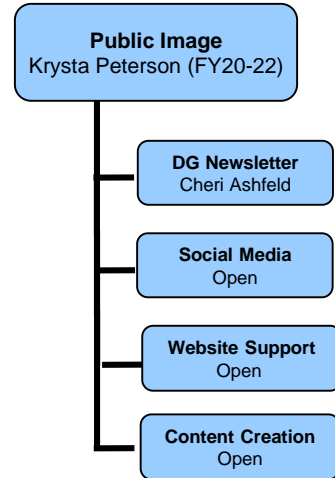 Public Image
Krysta Peterson (FY20-22)
DG Newsletter
Cheri Ashfeld
Social Media
Open
Website Support
Open
Content Creation
Open